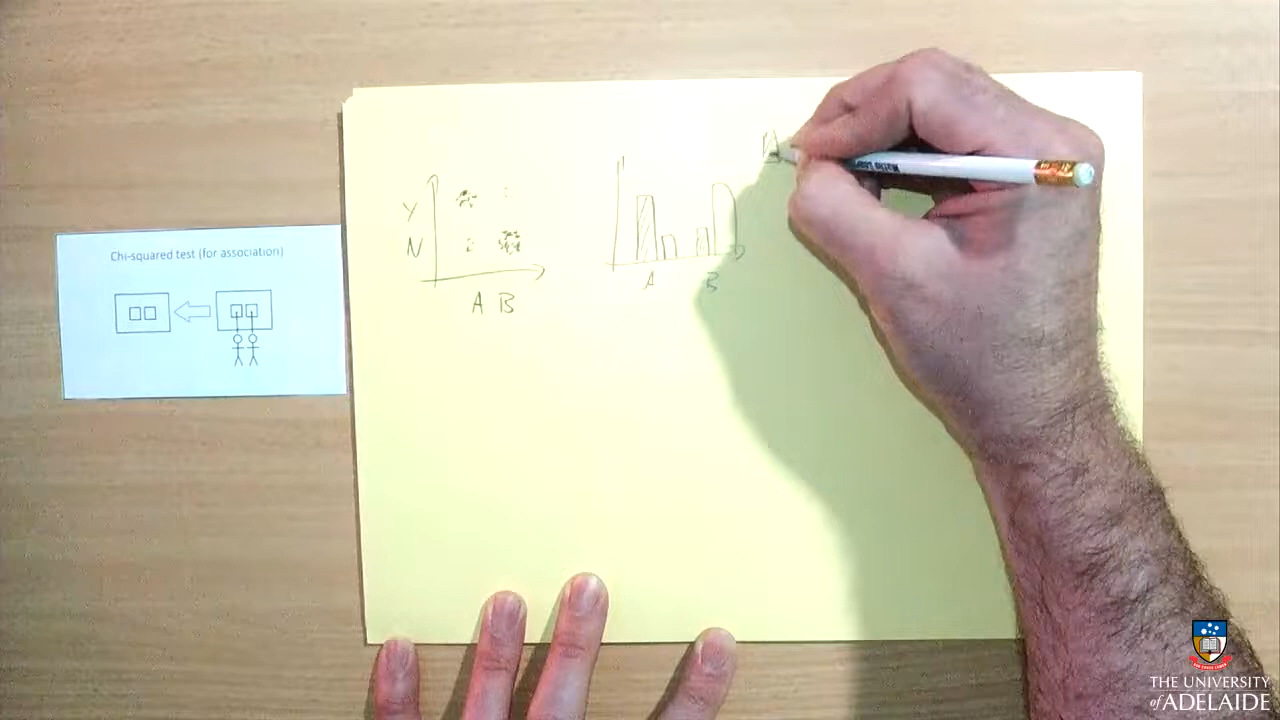 Chi-squared test (for association)
Y
N
A B
A B
THE UNIVERSITY
of ADELAIDE